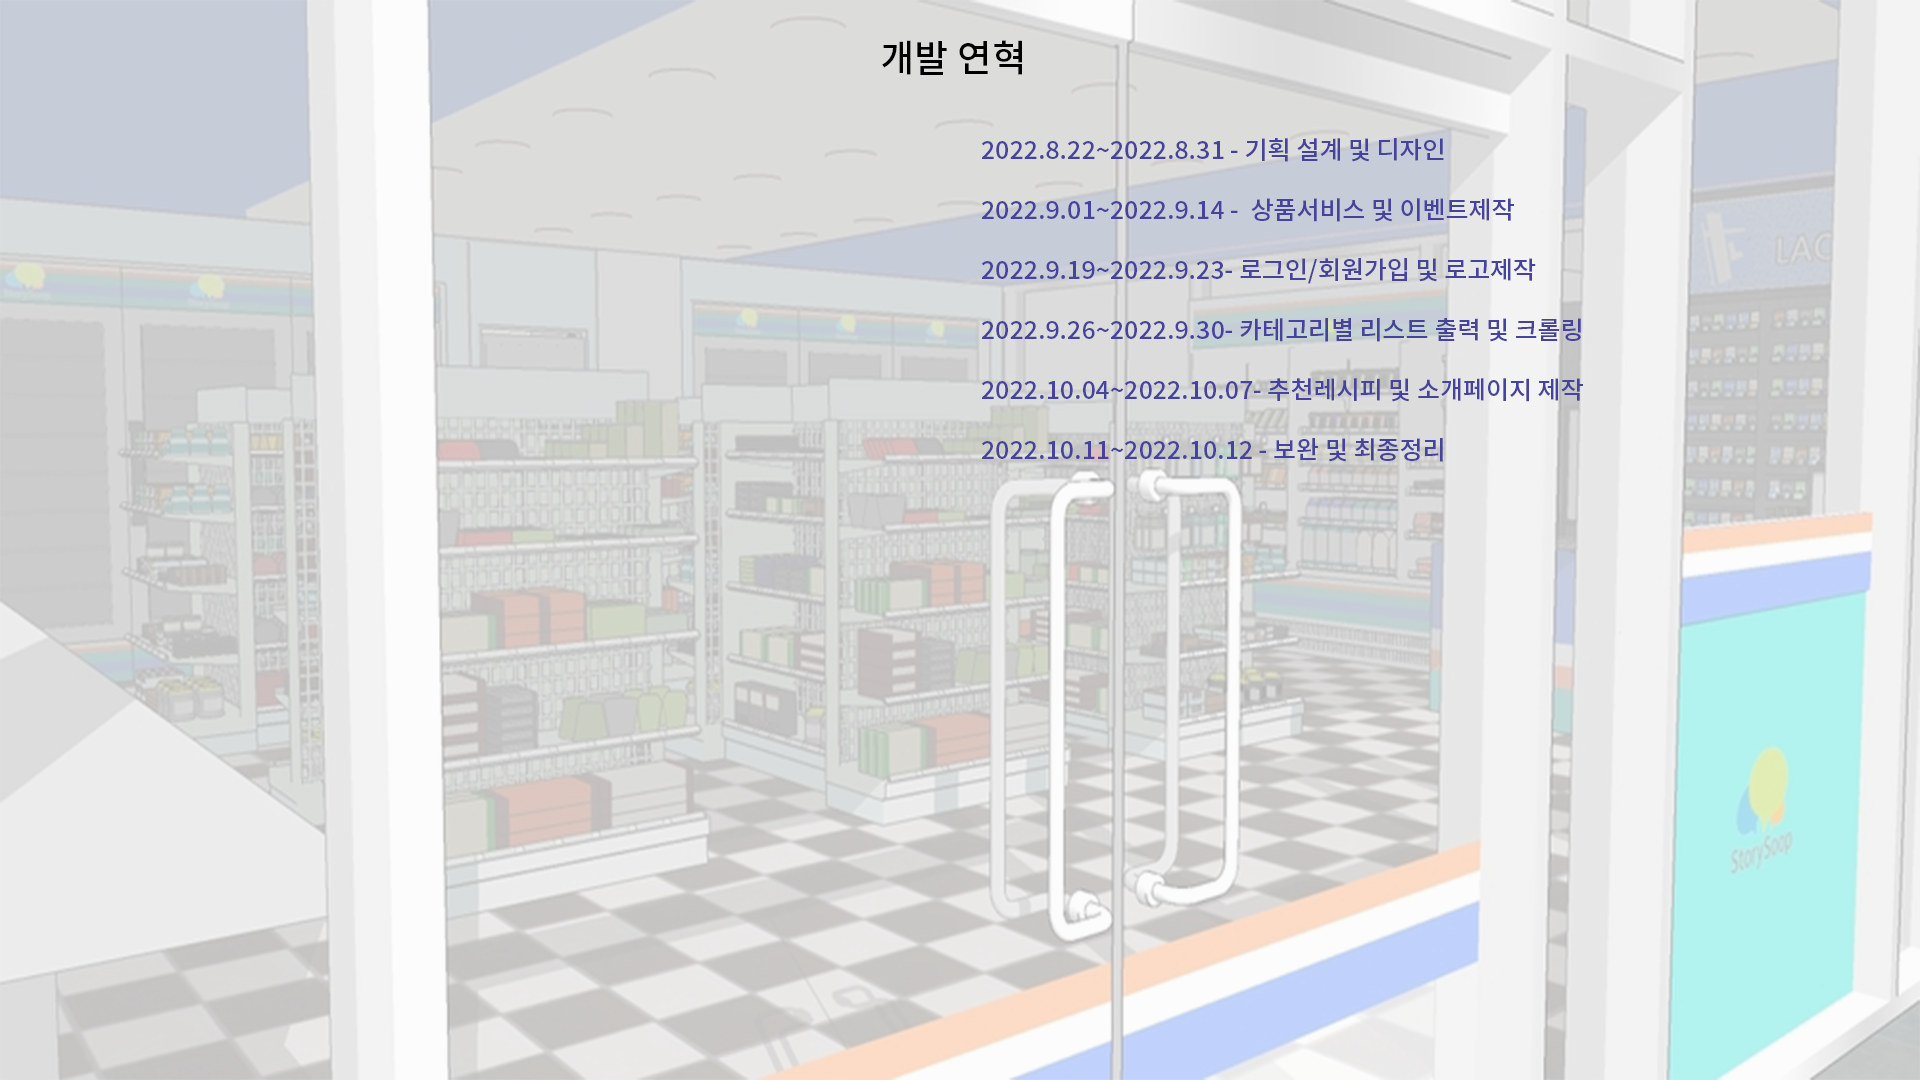 개발 연혁
2022.8.22~2022.8.31 - 기획 설계 및 디자인
2022.9.01~2022.9.14 -  상품서비스 및 이벤트제작
2022.9.19~2022.9.23- 로그인/회원가입 및 로고제작
2022.9.26~2022.9.30- 카테고리별 리스트 출력 및 크롤링
2022.10.04~2022.10.07- 추천레시피 및 소개페이지 제작
2022.10.11~2022.10.12 - 보완 및 최종정리
LAC
StorySoop